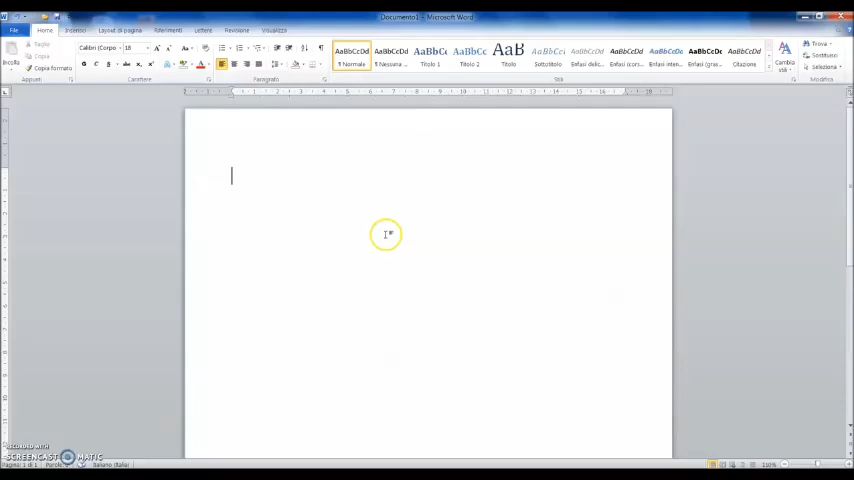 Documento1 - Microsoft Word
File Home Inserisci Layout di pagina Riferimenti Lettere Revisione Visualizza
Incolla
Taglia
Copia
Copia formato
Appunti
Calibri (Corpo 18
Carattere
Paragrafo
AaBbCcDd AaBbCcDd AaBbCc AaBbCc AaB AaBbCcDd AaBbCcDd AaBbCcDd AaBbCcDc AaBbCcDd
¶ Normale ¶ Nessuna ... Titolo 1 Titolo 2 Titolo Sottotitolo Enfasi delic... Enfasi (cors... Enfasi inten... Enfasi (gras... Citazione
Stili
Cambia stili
Trova
Sostituisci
Seleziona
Modifica
RECORDED WITH
SCREENCAST MATIC
Pagina: 1 di 1 Parole: Italiano (Italia) 110%